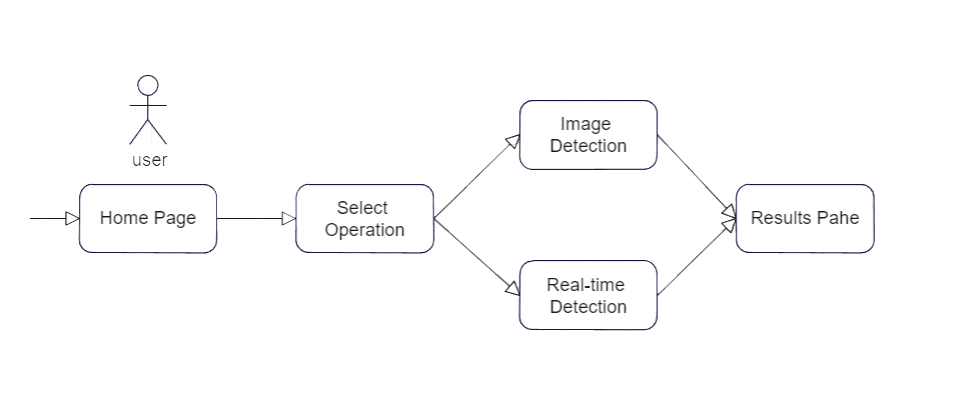 user
Home Page
Select
Operation
Image
Detection
Real-time
Detection
Results Pahe